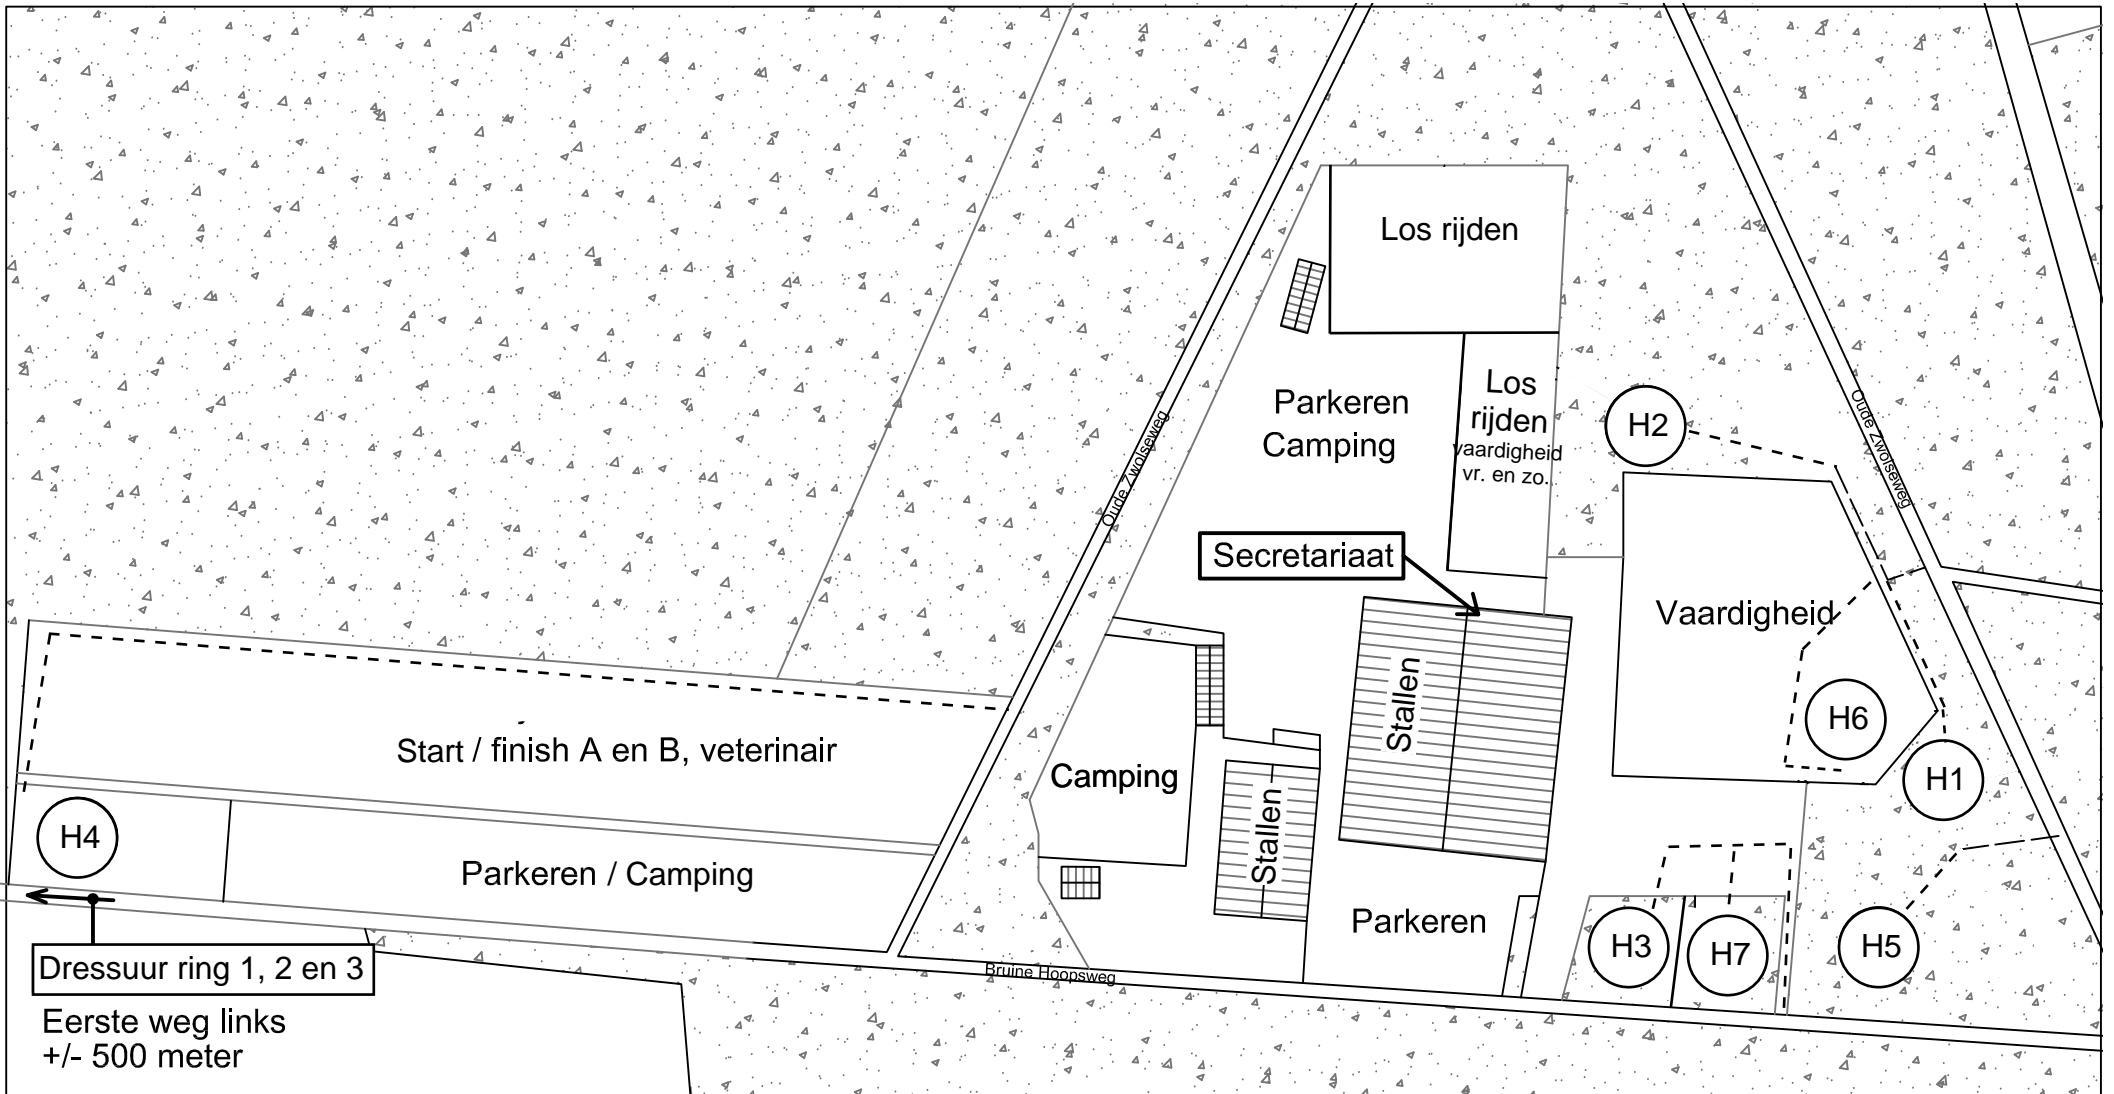 Los rijden
Los
rijden
vaardigheid
vr. en zo.
Parkeren
Camping
H2
Oude Zwolseweg
Oude Zwolseweg
Secretariaat
Vaardigheid
Stallen
H6
Start / finish A en B, veterinair
Camping
H1
Stallen
H4
Parkeren / Camping
Parkeren
H3
H7
H5
Dressuur ring 1, 2 en 3
Bruine Hoopsweg
Eerste weg links
+/- 500 meter